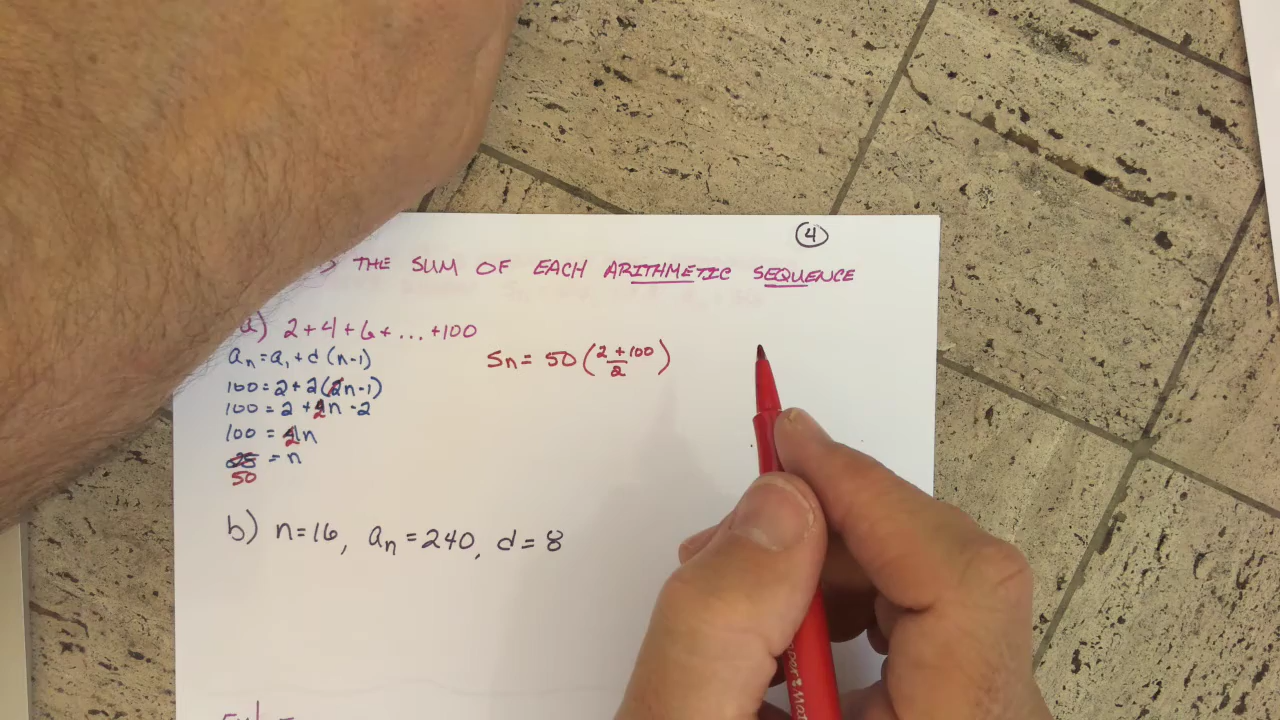 ④
THE SUM OF EACH ARITHMETIC SEQUENCE
a) 2+4+6+...+100
aₙ = a₁ + d (n-1)
Sₙ = 50 (2+100/2)
100 = 2 + 2(2n-1)
100 = 2 + 2n - 2
100 = 2n
= n
50
b) n=16, aₙ = 240, d = 8